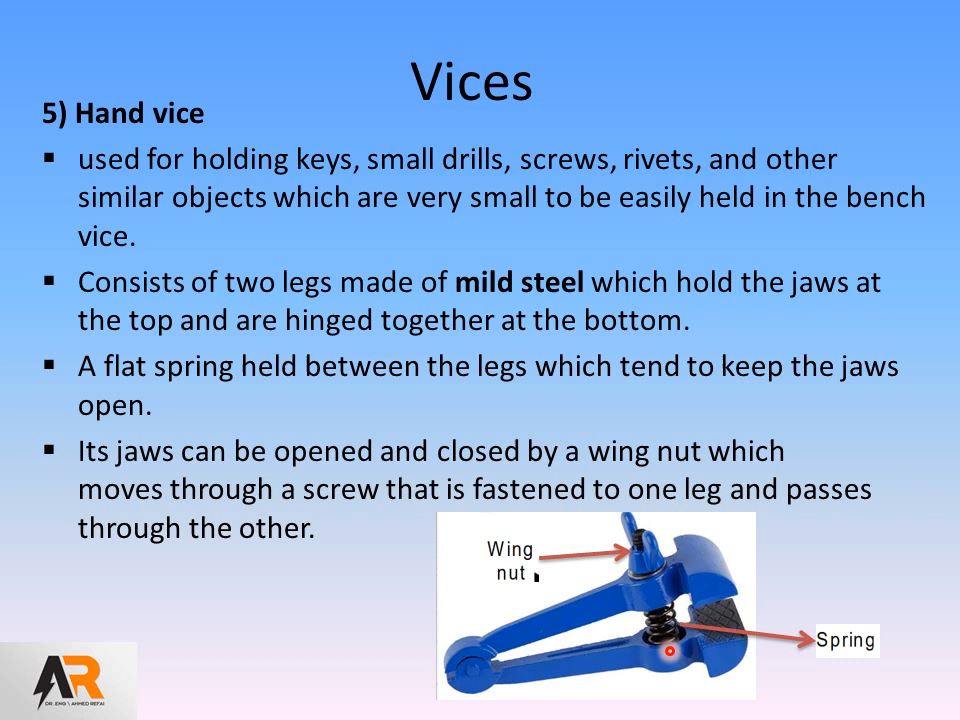 Vices
5) Hand vice
▪ used for holding keys, small drills, screws, rivets, and other
similar objects which are very small to be easily held in the bench
vice.
▪ Consists of two legs made of mild steel which hold the jaws at
the top and are hinged together at the bottom.
▪ A flat spring held between the legs which tend to keep the jaws
open.
▪ Its jaws can be opened and closed by a wing nut which
moves through a screw that is fastened to one leg and passes
through the other.
Wing
nut
Spring
AR
DR .ENG \ AHMED REFAI